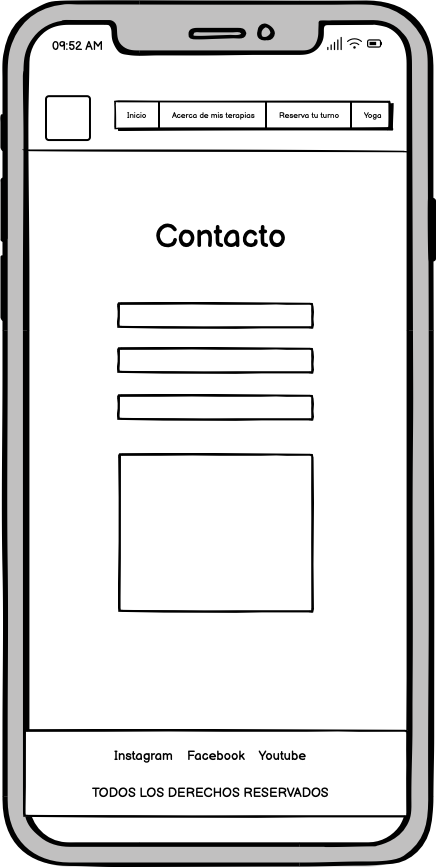 09:52 AM
Inicio Acerca de mis terapias Reserva tu turno Yoga
Contacto
Instagram Facebook Youtube
TODOS LOS DERECHOS RESERVADOS